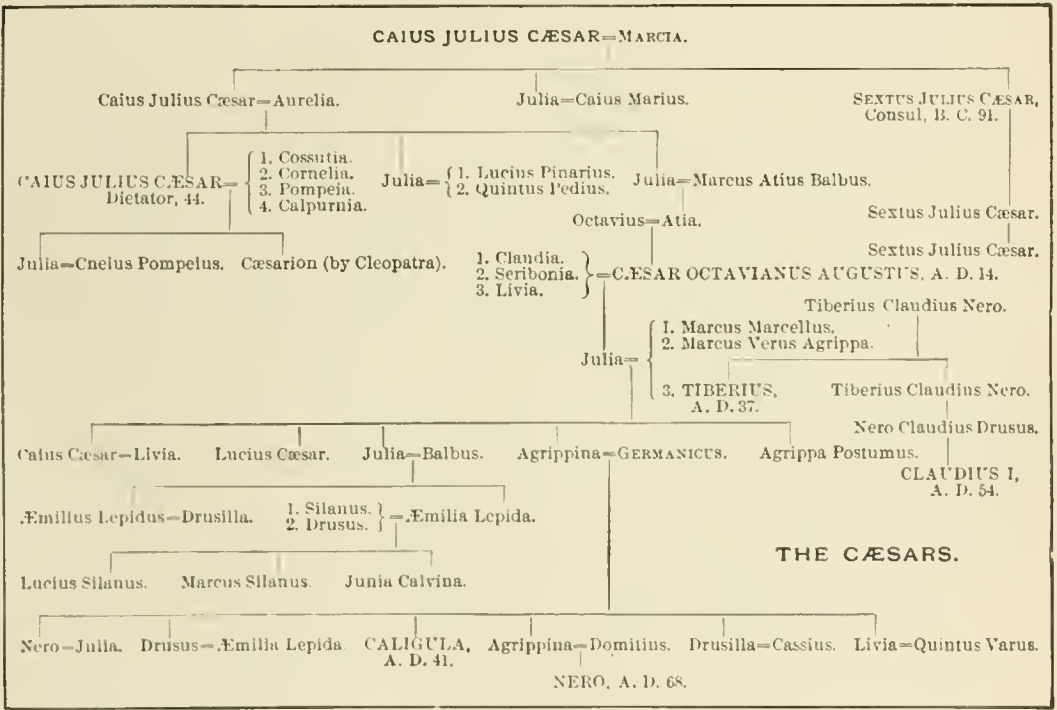 CAIUS JULIUS CÆSAR=MARCIA.
Caius Julius Cæsar=Aurelia.
Julia=Caius Marius.
SEXTUS JULIUS CÆSAR,
Consul, B. C. 91.
CAIUS JULIUS CÆSAR=
Dictator, 44.
1. Cossutia.
2. Cornelia.
3. Pompeia.
4. Calpurnia.
Julia=
1. Lucius Pinarius.
2. Quintus Pedius.
Julia=Marcus Atius Balbus.
Octavius=Atia.
Sextus Julius Cæsar.
Sextus Julius Cæsar.
Julia=Cneius Pompeius.
Cæsarion (by Cleopatra).
1. Claudia.
2. Scribonia.
3. Livia.
=CÆSAR OCTAVIANUS AUGUSTUS, A. D. 14.
Tiberius Claudius Nero.
Julia=
1. Marcus Marcellus.
2. Marcus Verus Agrippa.
3. TIBERIUS,
A. D. 37.
Tiberius Claudius Nero.
Nero Claudius Drusus.
CLAUDIUS I,
A. D. 54.
Caius Cæsar=Livia.
Lucius Cæsar.
Julia=Balbus.
Agrippina=GERMANICUS.
Agrippa Postumus.
Æmilius Lepidus=Drusilla.
1. Silanus.
2. Drusus.
=Æmilia Lepida.
THE CÆSARS.
Lucius Silanus.
Marcus Silanus.
Junia Calvina.
Nero=Julia.
Drusus=Æmilia Lepida.
CALIGULA,
A. D. 41.
Agrippina=Domitius.
Drusilla=Cassius.
Livia=Quintus Varus.
NERO, A. D. 68.